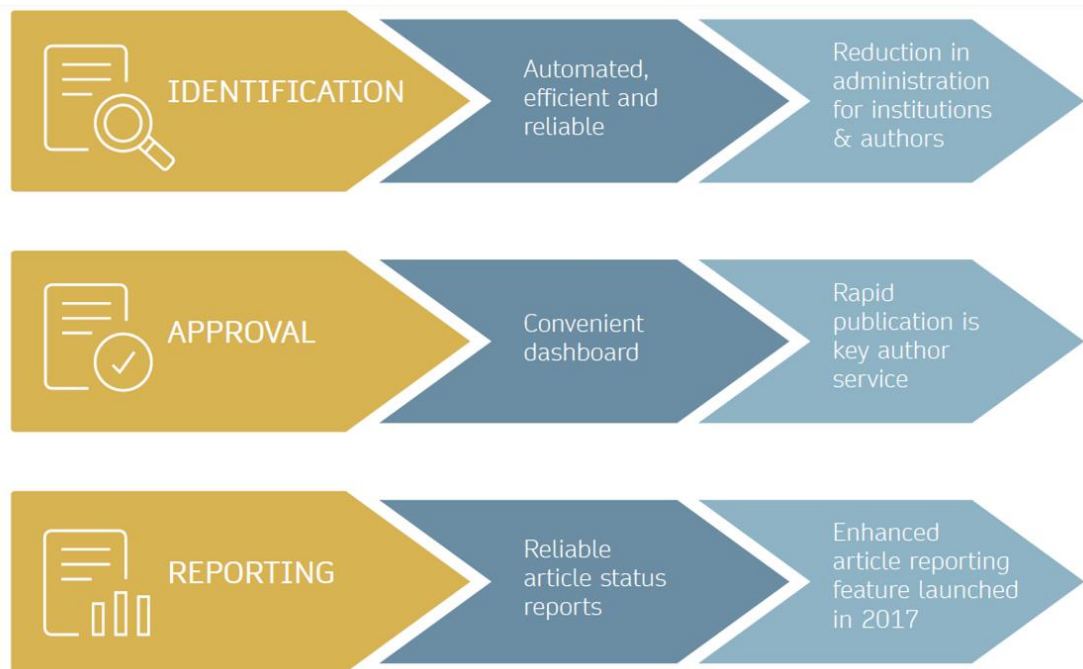 IDENTIFICATION
Automated,
efficient and
reliable
Reduction in
administration
for institutions
& authors
APPROVAL
Convenient
dashboard
Rapid
publication is
key author
service
REPORTING
Reliable
article status
reports
Enhanced
article reporting
feature launched
in 2017